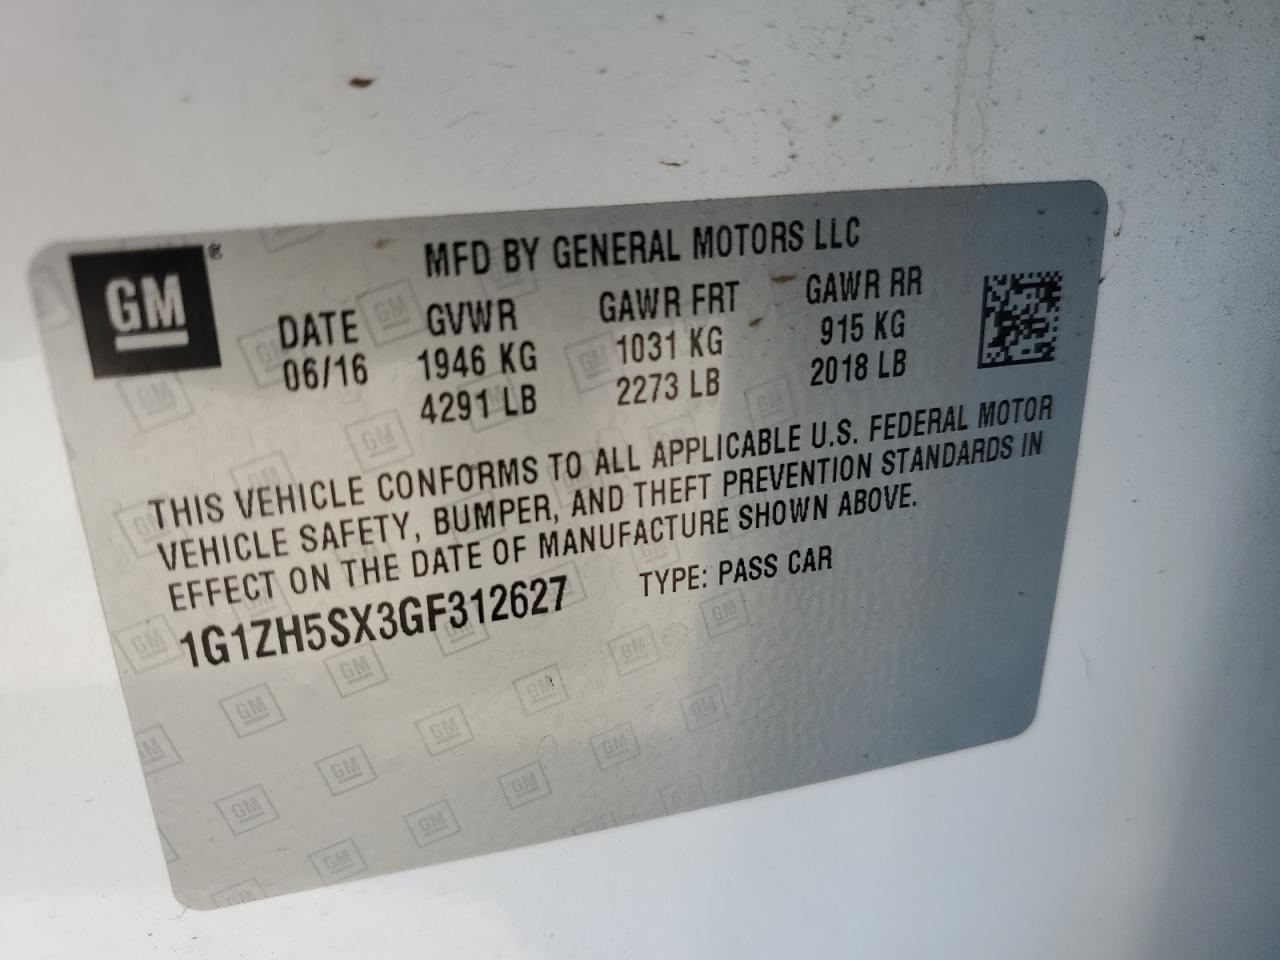 GM®
MFD BY GENERAL MOTORS LLC
DATE GVWR GAWR FRT GAWR RR
06/16 1946 KG 1031 KG 915 KG
4291 LB 2273 LB 2018 LB
THIS VEHICLE CONFORMS TO ALL APPLICABLE U.S. FEDERAL MOTOR
VEHICLE SAFETY, BUMPER, AND THEFT PREVENTION STANDARDS IN
EFFECT ON THE DATE OF MANUFACTURE SHOWN ABOVE.
1G1ZH5SX3GF312627 TYPE: PASS CAR